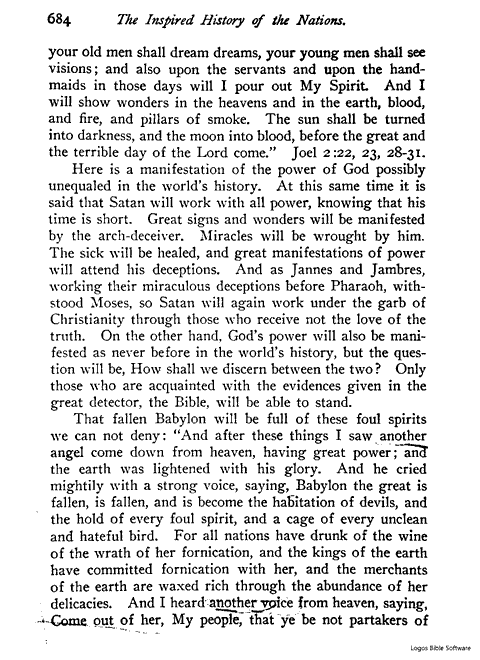 684 The Inspired History of the Nations.
your old men shall dream dreams, your young men shall see
visions; and also upon the servants and upon the hand-
maids in those days will I pour out My Spirit. And I
will show wonders in the heavens and in the earth, blood,
and fire, and pillars of smoke. The sun shall be turned
into darkness, and the moon into blood, before the great and
the terrible day of the Lord come." Joel 2:22, 23, 28-31.
Here is a manifestation of the power of God possibly
unequaled in the world's history. At this same time it is
said that Satan will work with all power, knowing that his
time is short. Great signs and wonders will be manifested
by the arch-deceiver. Miracles will be wrought by him.
The sick will be healed, and great manifestations of power
will attend his deceptions. And as Jannes and Jambres,
working their miraculous deceptions before Pharaoh, with-
stood Moses, so Satan will again work under the garb of
Christianity through those who receive not the love of the
truth. On the other hand, God's power will also be mani-
fested as never before in the world's history, but the ques-
tion will be, How shall we discern between the two? Only
those who are acquainted with the evidences given in the
great detector, the Bible, will be able to stand.
That fallen Babylon will be full of these foul spirits
we can not deny: "And after these things I saw another
angel come down from heaven, having great power; and
the earth was lightened with his glory. And he cried
mightily with a strong voice, saying, Babylon the great is
fallen, is fallen, and is become the habitation of devils, and
the hold of every foul spirit, and a cage of every unclean
and hateful bird. For all nations have drunk of the wine
of the wrath of her fornication, and the kings of the earth
have committed fornication with her, and the merchants
of the earth are waxed rich through the abundance of her
delicacies. And I heard another voice from heaven, saying,
Come out of her, My people, that ye be not partakers of
Logos Bible Software